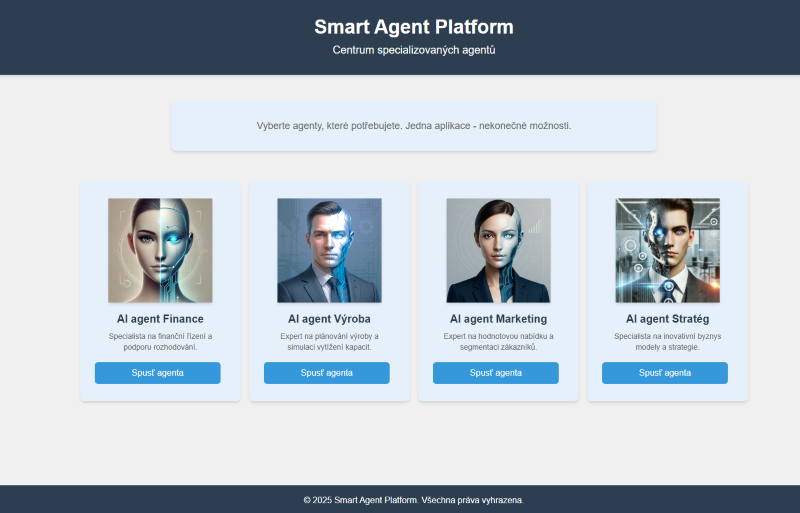 Smart Agent Platform
Centrum specializovaných agentů
Vyberte agenty, které potřebujete. Jedna aplikace - nekonečné možnosti.
AI agent Finance
Specialista na finanční řízení a
podporu rozhodování.
Spusť agenta
AI agent Výroba
Expert na plánování výroby a
simulaci vytížení kapacit.
Spusť agenta
AI agent Marketing
Expert na hodnotovou nabídku a
segmentaci zákazníků.
Spusť agenta
AI agent Stratég
Specialista na inovativní byznys
modely a strategie.
Spusť agenta
© 2025 Smart Agent Platform. Všechna práva vyhrazena.